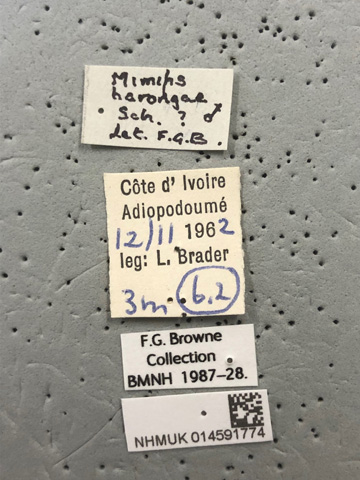 Mimips
harongae
Sch. ? ♂
det. F.G.B.
Côte d' Ivoire
Adiopodoumé
12/11 1962
leg: L. Brader
3m. 6.2
F.G. Browne
Collection
BMNH 1987–28.
NHMUK 014591774